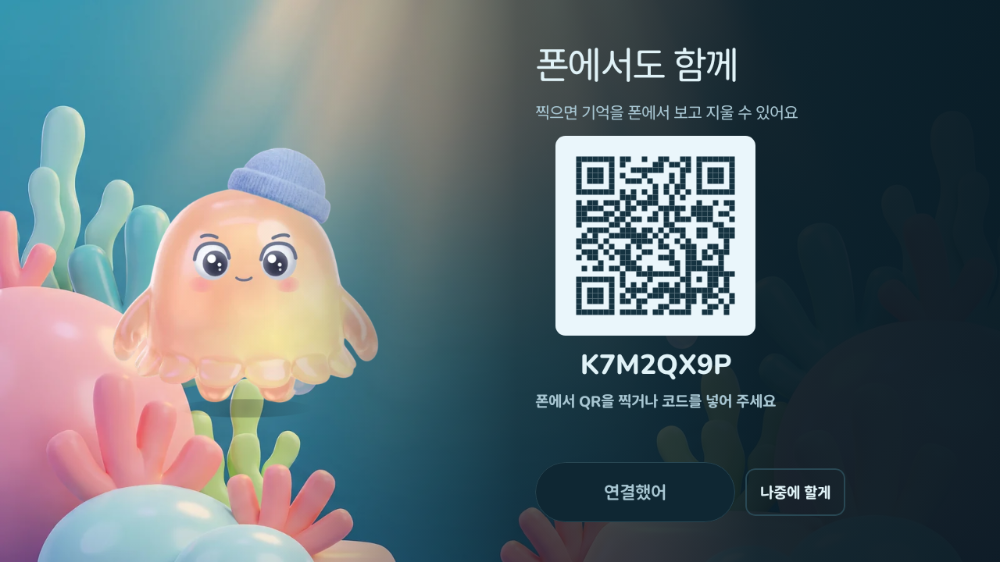 폰에서도 함께
찍으면 기억을 폰에서 보고 지울 수 있어요
K7M2QX9P
폰에서 QR을 찍거나 코드를 넣어 주세요
연결했어
나중에 할게